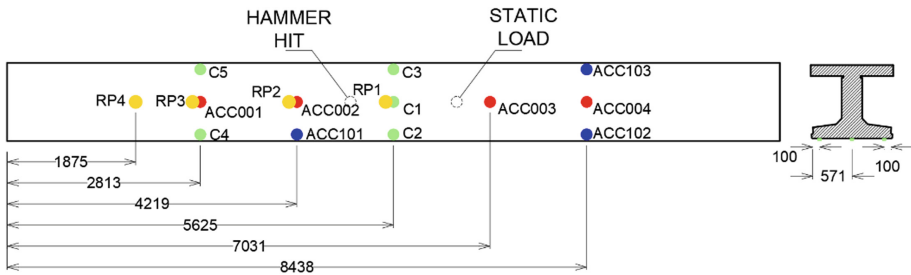 HAMMER
HIT
STATIC
LOAD
C5
C3
ACC103
RP4
RP3
ACC001
RP2
ACC002
RP1
C1
ACC003
ACC004
C4
ACC101
C2
ACC102
100
571
100
1875
2813
4219
5625
7031
8438